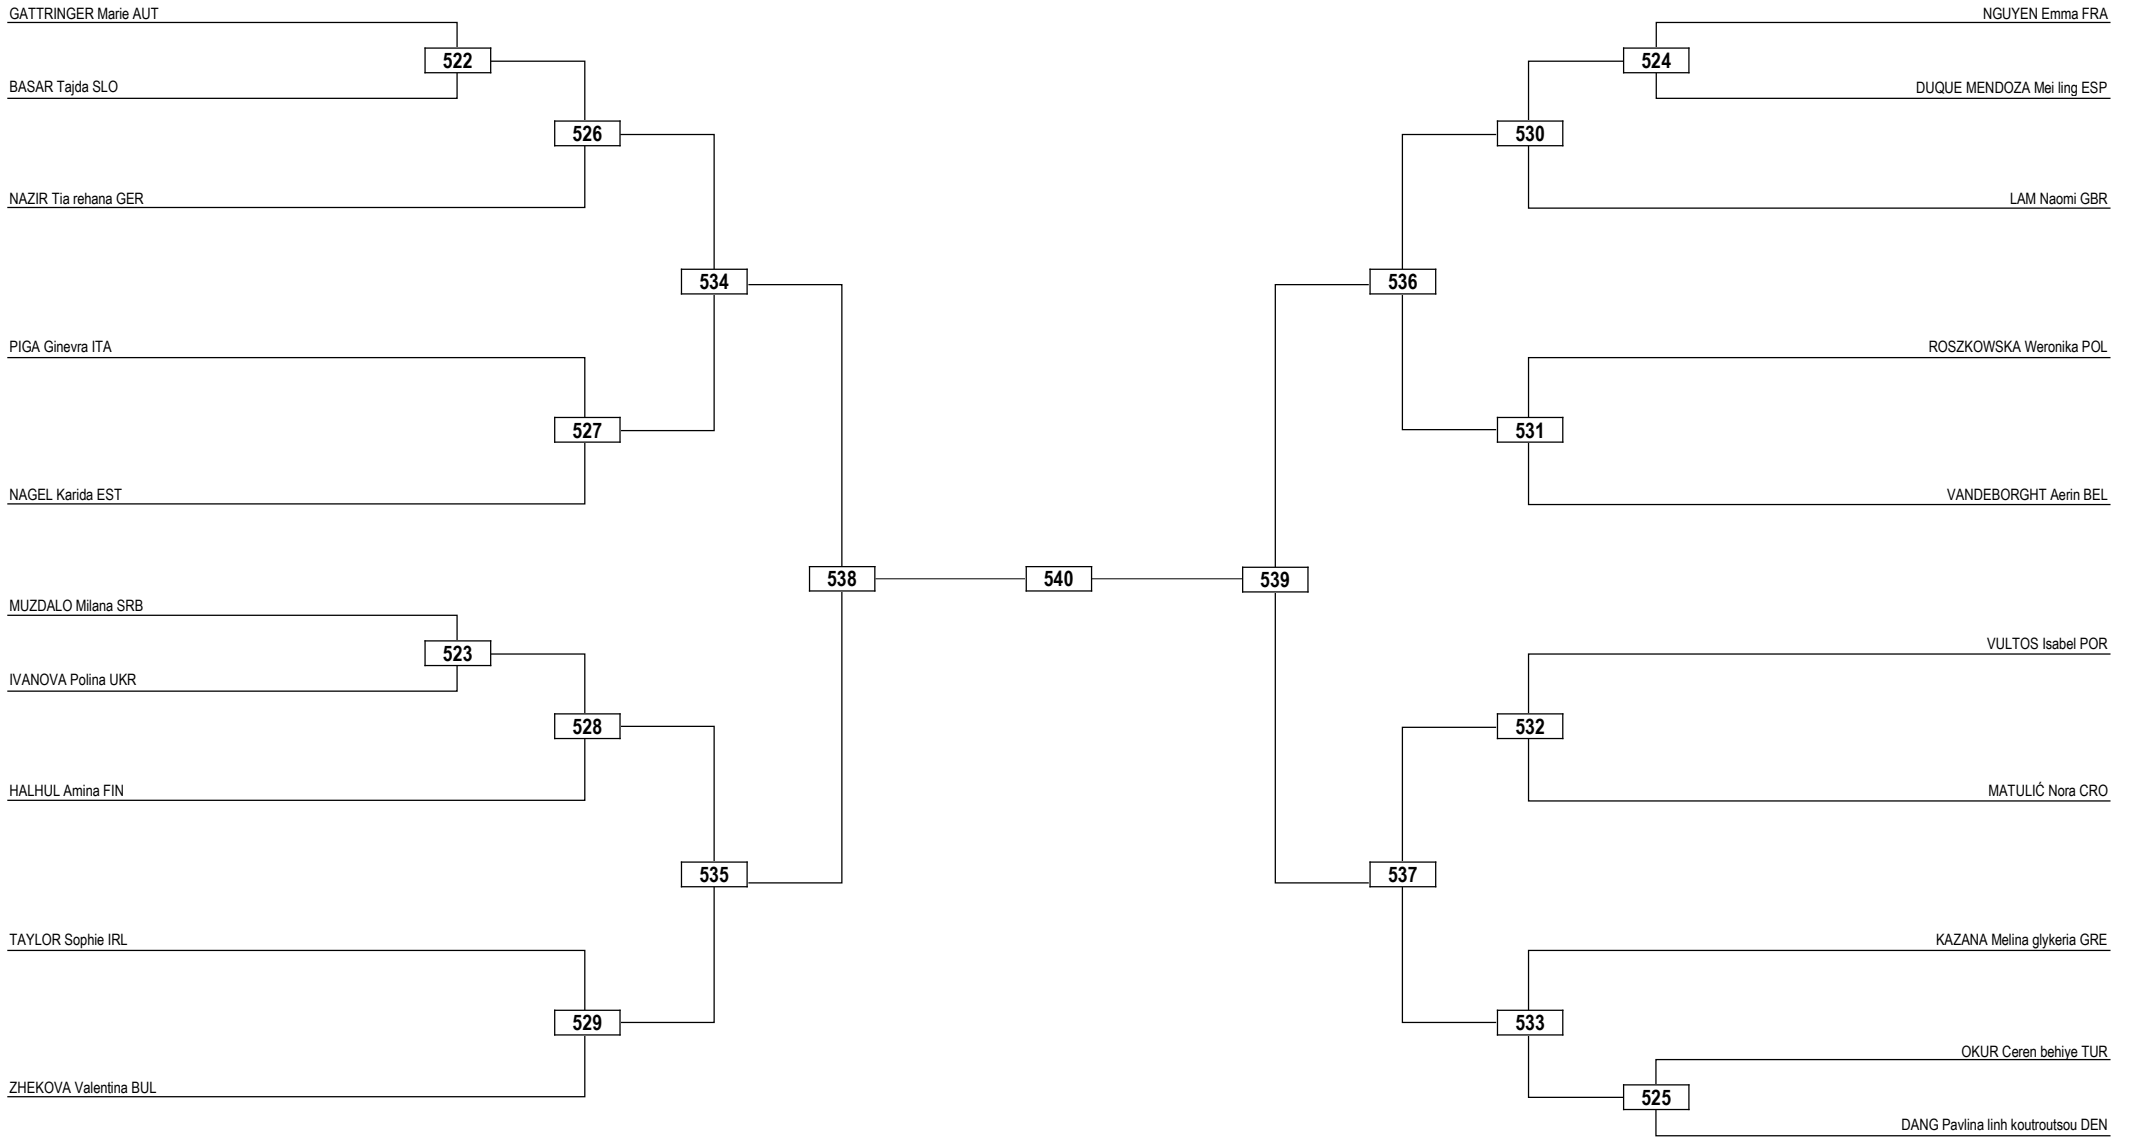 GATTRINGER Marie AUT
522
BASAR Tajda SLO
526
NAZIR Tia rehana GER
534
PIGA Ginevra ITA
527
NAGEL Karida EST
538
MUZDALO Milana SRB
523
IVANOVA Polina UKR
528
HALHUL Amina FIN
535
TAYLOR Sophie IRL
529
ZHEKOVA Valentina BUL
540
NGUYEN Emma FRA
524
DUQUE MENDOZA Mei ling ESP
530
LAM Naomi GBR
536
ROSZKOWSKA Weronika POL
531
VANDEBORGHT Aerin BEL
539
VULTOS Isabel POR
532
MATULIĆ Nora CRO
537
KAZANA Melina glykeria GRE
533
OKUR Ceren behiye TUR
525
DANG Pavlina linh koutroutsou DEN